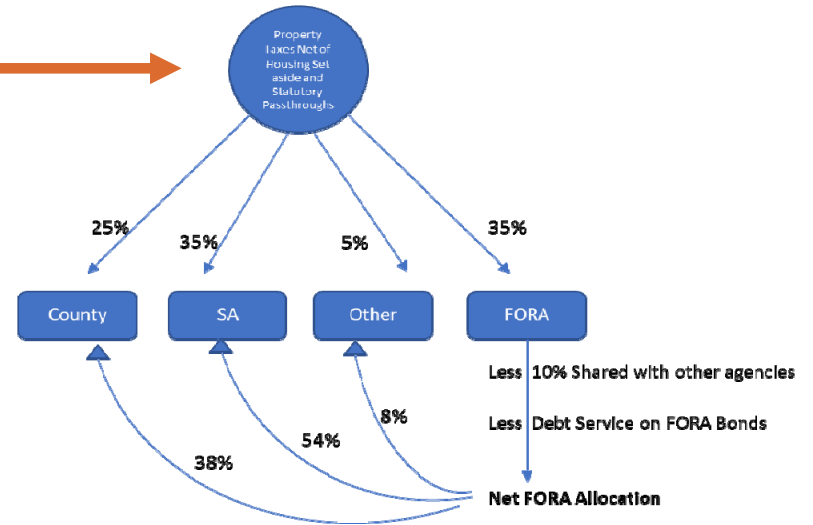 Property
Taxes Net of
Housing Set
aside and
Statutory
Passthroughs
25%
35%
5%
35%
County
SA
Other
FORA
Less 10% Shared with other agencies
Less Debt Service on FORA Bonds
8%
54%
38%
Net FORA Allocation